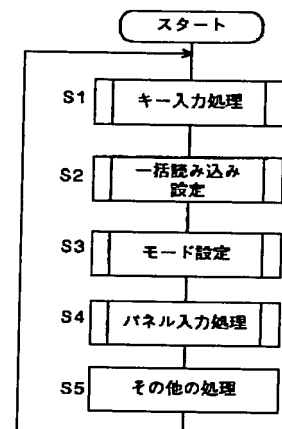 スタート
S1 キー入力処理
S2 一括読み込み
設定
S3 モード設定
S4 パネル入力処理
S5 その他の処理